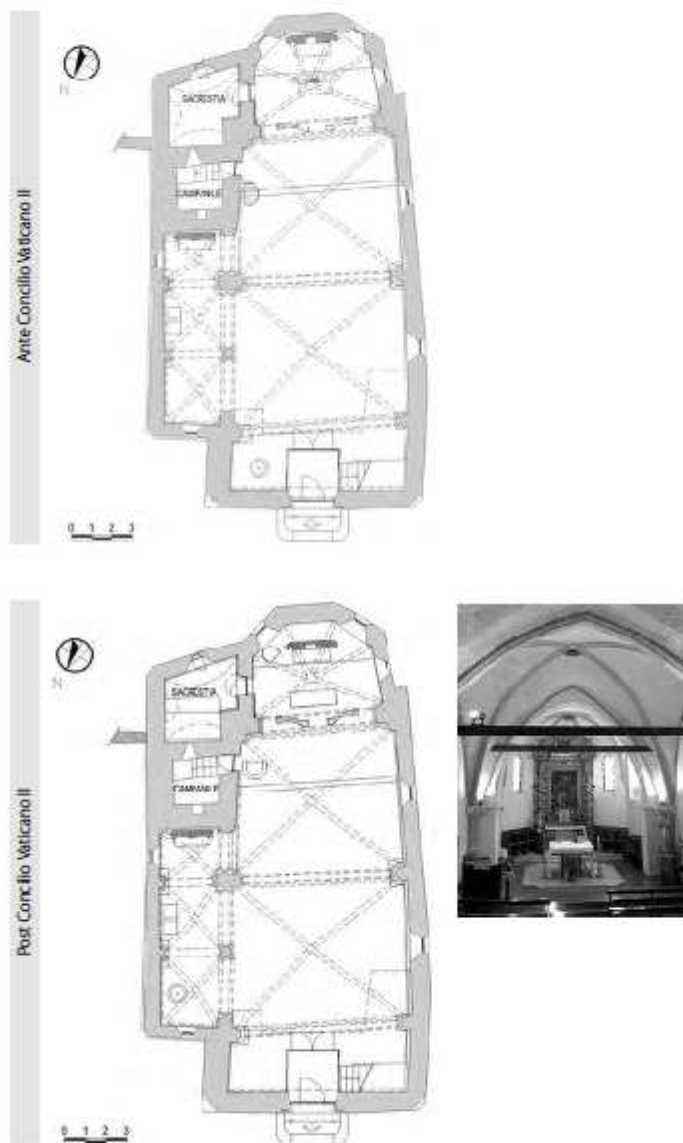 Ante Concilio Vaticano II
N
SACRESTIA
CAMPANILE
0 1 2 3
Post Concilio Vaticano II
N
SACRESTIA
CAMPANILE
0 1 2 3